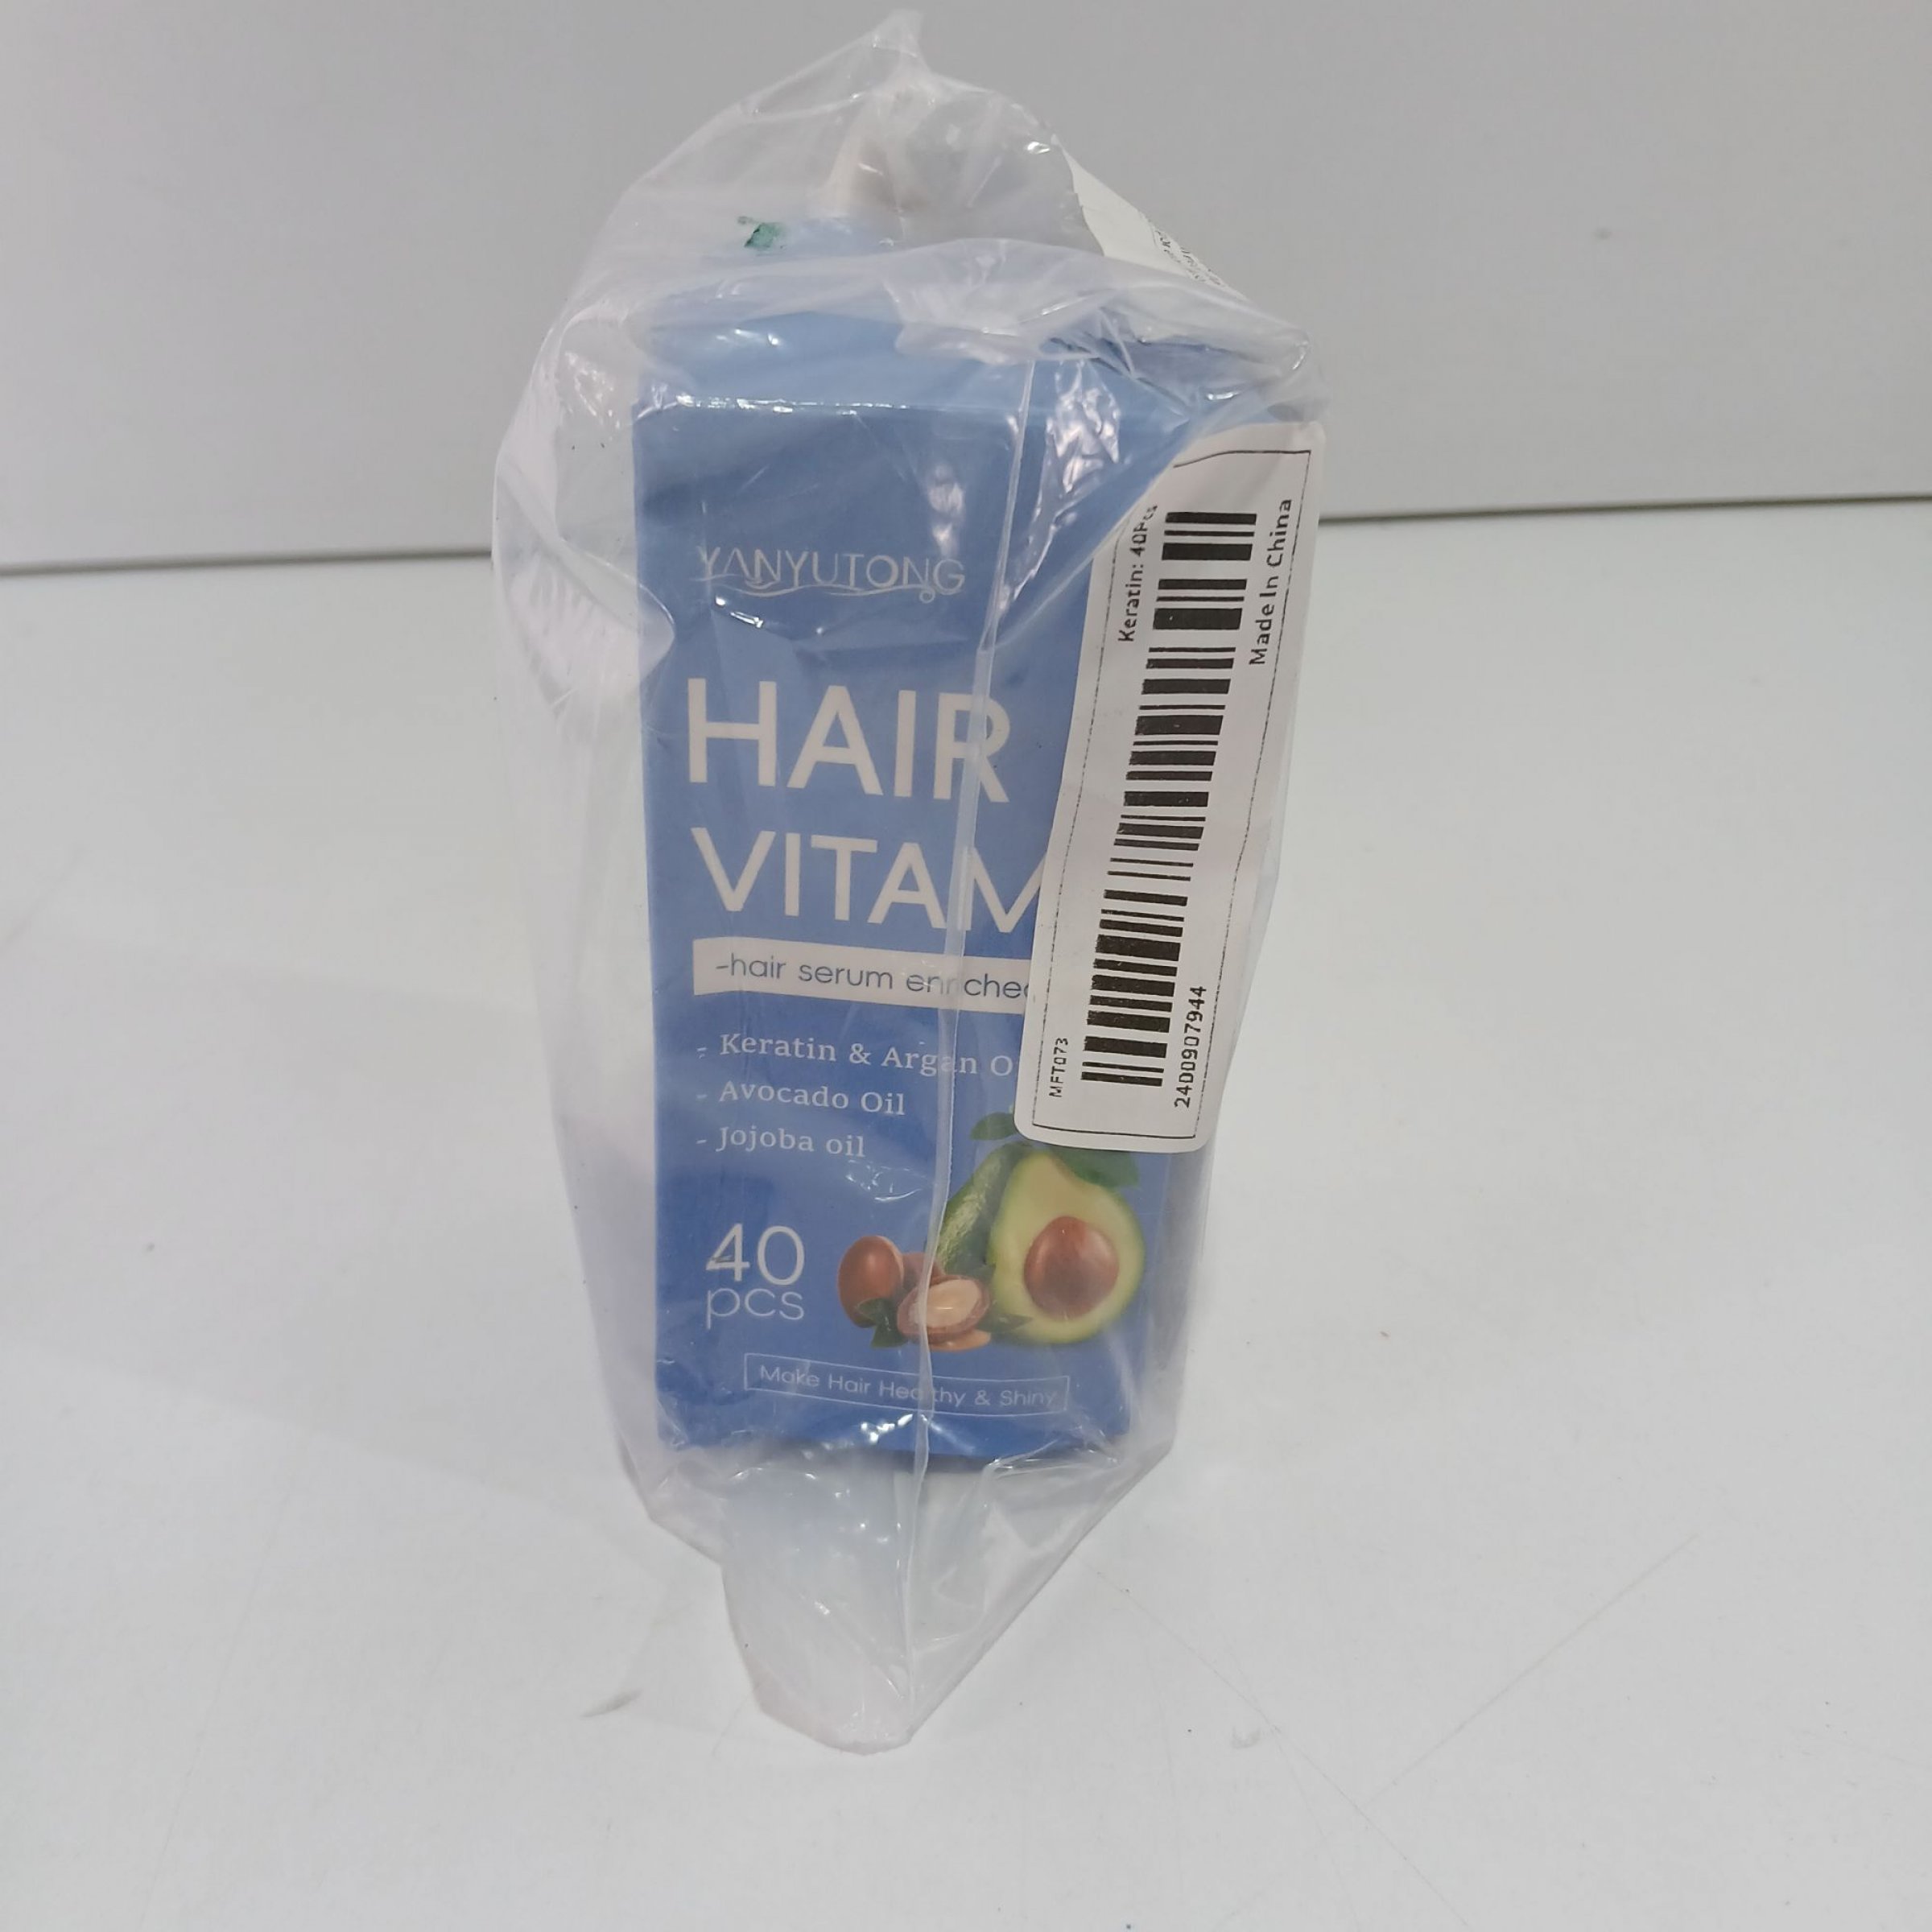 YANYUTONG
HAIR
VITAM
-hair serum enriched
- Keratin & Argan O
- Avocado Oil
- Jojoba oil
40
pcs
Make Hair Healthy & Shiny
Keratin: 40Pcs
Made In China
MFT073
2400907944